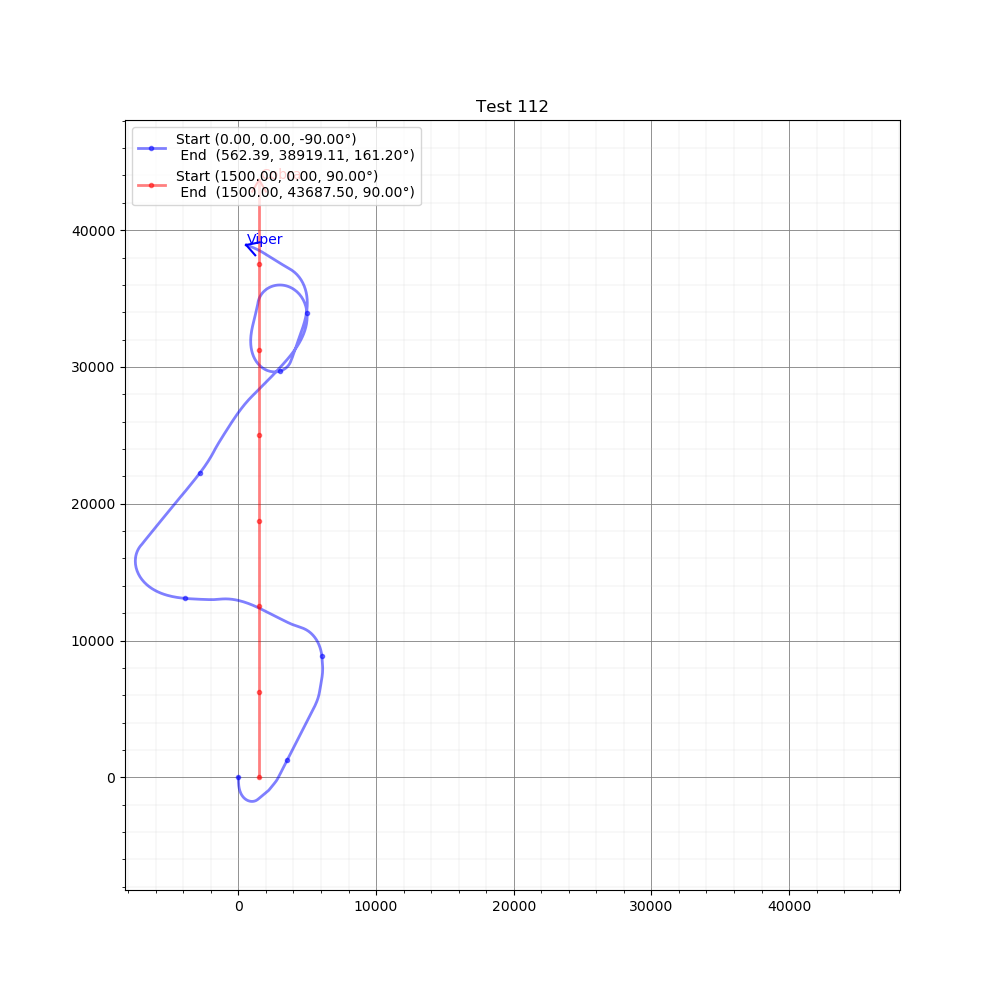 Test 112
Start (0.00, 0.00, -90.00°)
End (562.39, 38919.11, 161.20°)
Start (1500.00, 0.00, 90.00°)
End (1500.00, 43687.50, 90.00°)
Viper
40000
30000
20000
10000
0
0
10000
20000
30000
40000